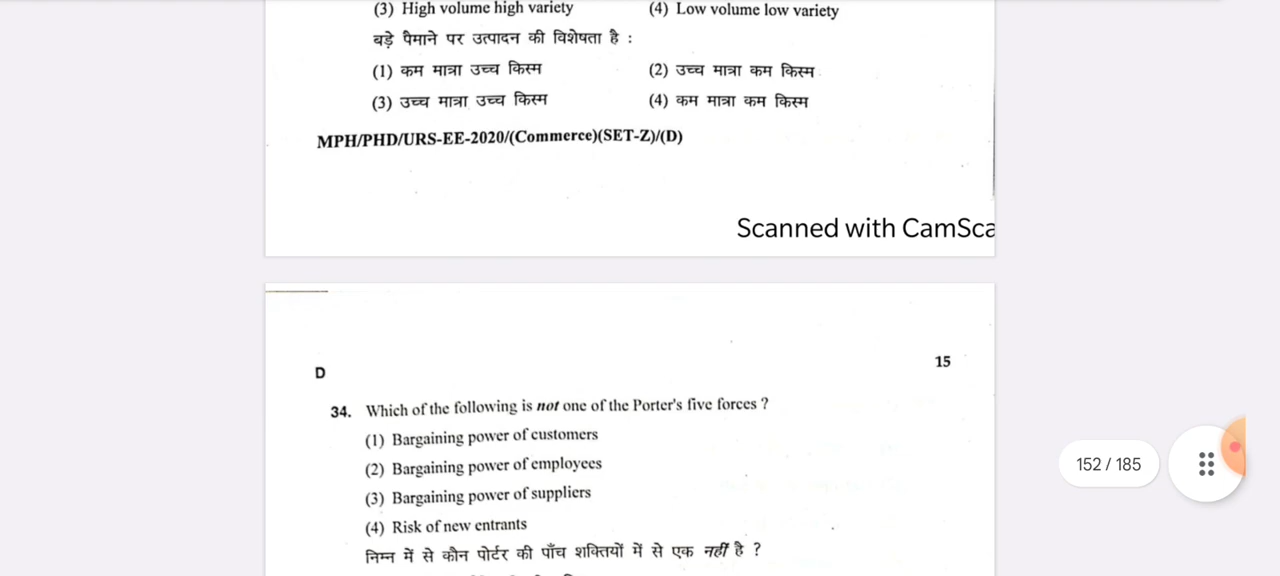 (3) High volume high variety (4) Low volume low variety
बड़े पैमाने पर उत्पादन की विशेषता है :
(1) कम मात्रा उच्च किस्म (2) उच्च मात्रा कम किस्म
(3) उच्च मात्रा उच्च किस्म (4) कम मात्रा कम किस्म
MPH/PHD/URS-EE-2020/(Commerce)(SET-Z)/(D)
Scanned with CamSca
D 15
34. Which of the following is not one of the Porter's five forces ?
(1) Bargaining power of customers
(2) Bargaining power of employees
152 / 185
(3) Bargaining power of suppliers
(4) Risk of new entrants
निम्न में से कौन पोर्टर की पाँच शक्तियों में से एक नहीं है ?